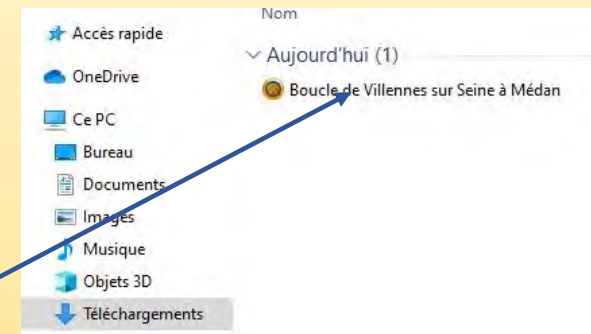 Nom
Accès rapide
Aujourd'hui (1)
OneDrive
Boucle de Villennes sur Seine à Médan
Ce PC
Bureau
Documents
Images
Musique
Objets 3D
Téléchargements